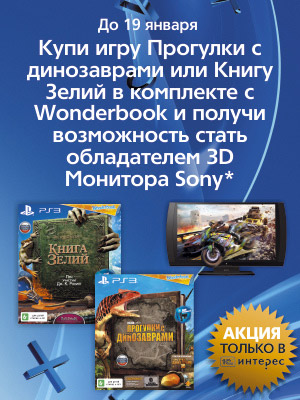 До 19 января
Купи игру Прогулки с
динозаврами или Книгу
Зелий в комплекте с
Wonderbook и получи
возможность стать
обладателем 3D
Монитора Sony*
PS3
КНИГА
ЗЕЛИЙ
PS3
ПРОГУЛКИ С
ДИНОЗАВРАМИ
АКЦИЯ
ТОЛЬКО В
интерес